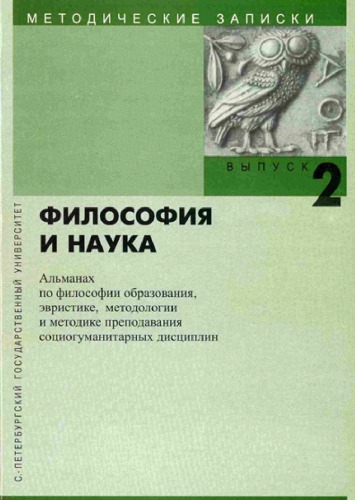 МЕТОДИЧЕСКИЕ ЗАПИСКИ
ΑΘΕ
ВЫПУСК 2
ФИЛОСОФИЯ
И НАУКА
Альманах
по философии образования,
эвристике, методологии
и методике преподавания
социогуманитарных дисциплин
С.-ПЕТЕРБУРГСКИЙ ГОСУДАРСТВЕННЫЙ УНИВЕРСИТЕТ